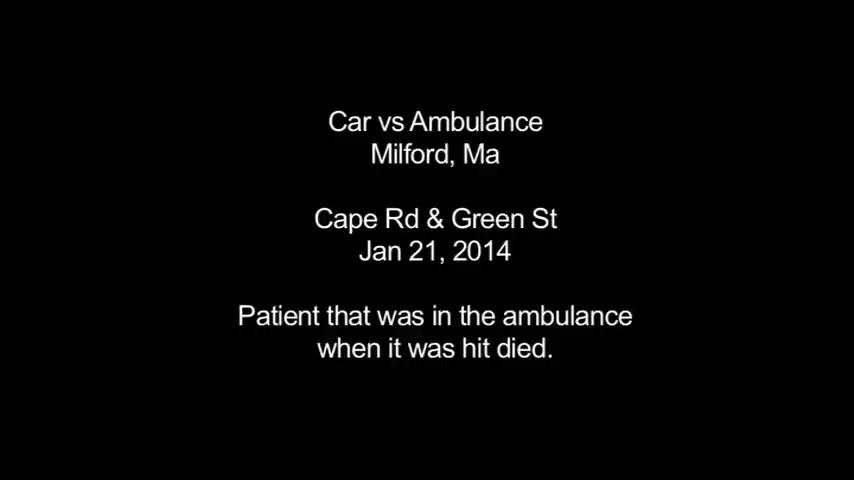 Car vs Ambulance
Milford, Ma
Cape Rd & Green St
Jan 21, 2014
Patient that was in the ambulance
when it was hit died.